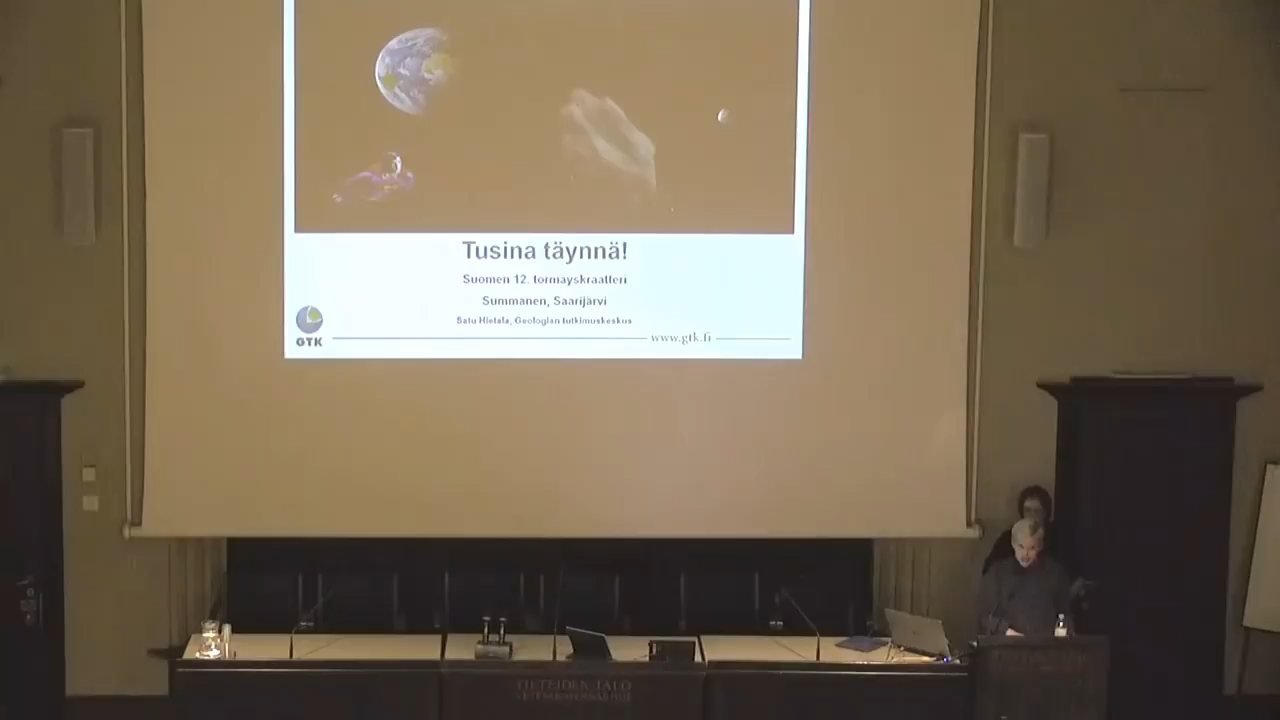 Tusina täynnä!
Suomen 12. törmäyskraatteri
Summanen, Saarijärvi
Satu Hietala, Geologian tutkimuskeskus
GTK
www.gtk.fi
TIETEIDEN TALO